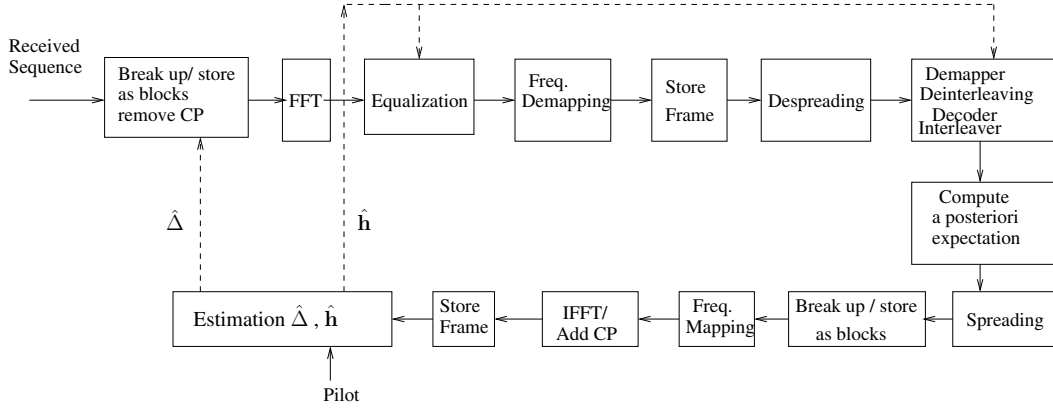 Received
Sequence
Break up/ store
as blocks
remove CP
FFT
Equalization
Freq.
Demapping
Store
Frame
Despreading
Demapper
Deinterleaving
Decoder
Interleaver
Compute
a posteriori
expectation
Δ̂
ĥ
Estimation Δ̂ , ĥ
Store
Frame
IFFT/
Add CP
Freq.
Mapping
Break up / store
as blocks
Spreading
Pilot